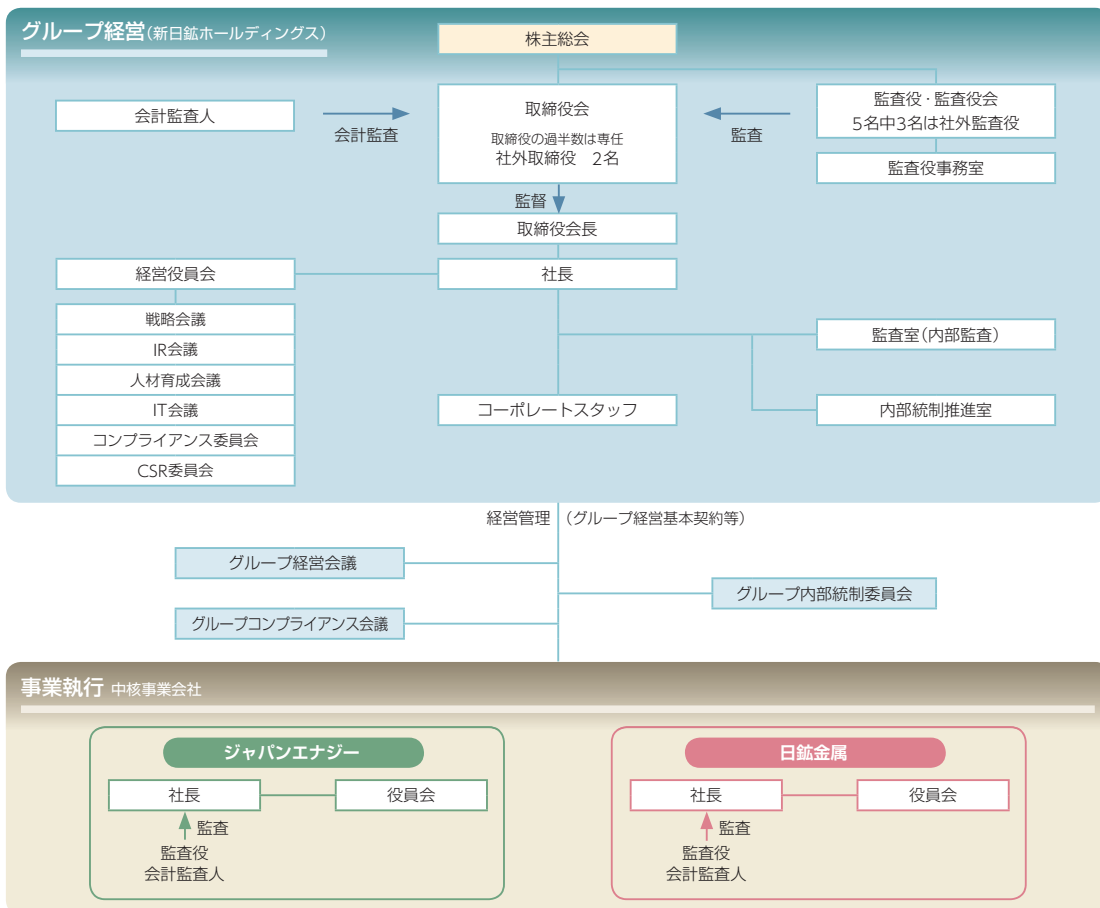 グループ経営(新日鉱ホールディングス)
株主総会
会計監査人
会計監査
取締役会
取締役の過半数は専任
社外取締役 2名
監査
監査役・監査役会
5名中3名は社外監査役
監査役事務室
監督
取締役会長
経営役員会
社長
戦略会議
IR会議
人材育成会議
IT会議
コンプライアンス委員会
CSR委員会
監査室(内部監査)
コーポレートスタッフ
内部統制推進室
経営管理 (グループ経営基本契約等)
グループ経営会議
グループ内部統制委員会
グループコンプライアンス会議
事業執行 中核事業会社
ジャパンエナジー
社長
役員会
監査
監査役
会計監査人
日鉱金属
社長
役員会
監査
監査役
会計監査人